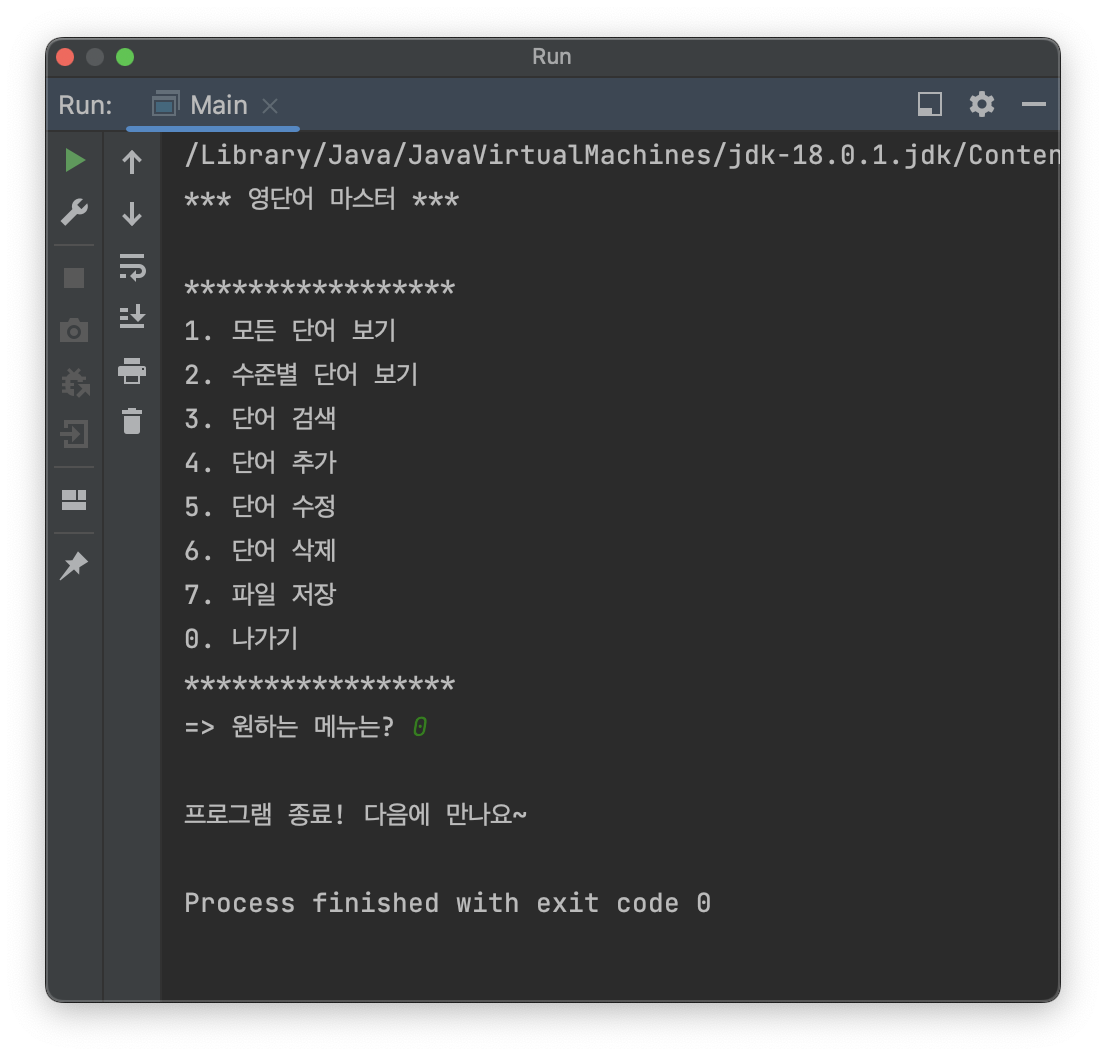 Run
Run: Main
/Library/Java/JavaVirtualMachines/jdk-18.0.1.jdk/Conten
*** 영단어 마스터 ***
*****************
1. 모든 단어 보기
2. 수준별 단어 보기
3. 단어 검색
4. 단어 추가
5. 단어 수정
6. 단어 삭제
7. 파일 저장
0. 나가기
*****************
=> 원하는 메뉴는? 0
프로그램 종료! 다음에 만나요~
Process finished with exit code 0